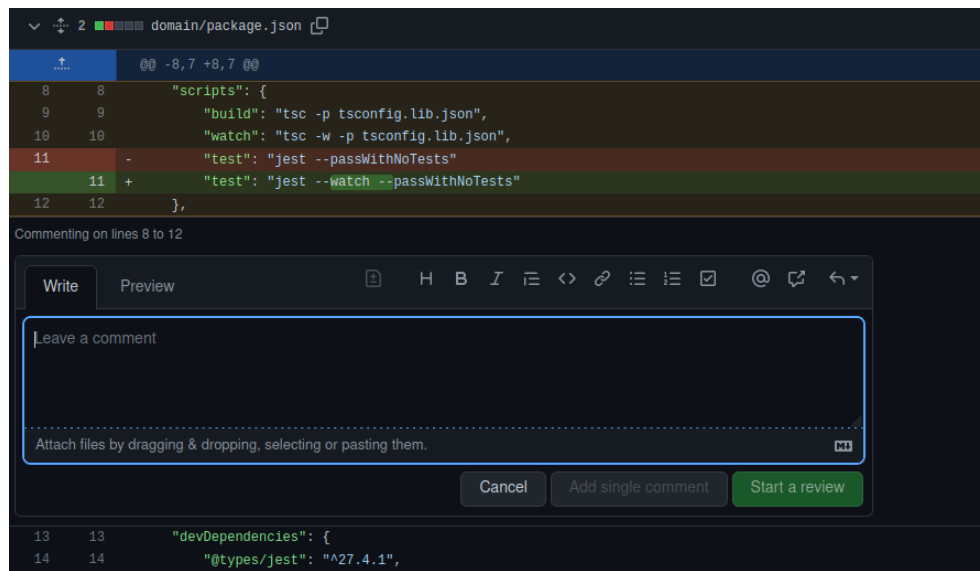 2 domain/package.json
@@ -8,7 +8,7 @@
8 8 "scripts": {
9 9 "build": "tsc -p tsconfig.lib.json",
10 10 "watch": "tsc -w -p tsconfig.lib.json",
11 - "test": "jest --passWithNoTests"
11 + "test": "jest --watch --passWithNoTests"
12 12 },
Commenting on lines 8 to 12
Write Preview
Leave a comment
Attach files by dragging & dropping, selecting or pasting them.
Cancel Add single comment Start a review
13 13 "devDependencies": {
14 14 "@types/jest": "^27.4.1",